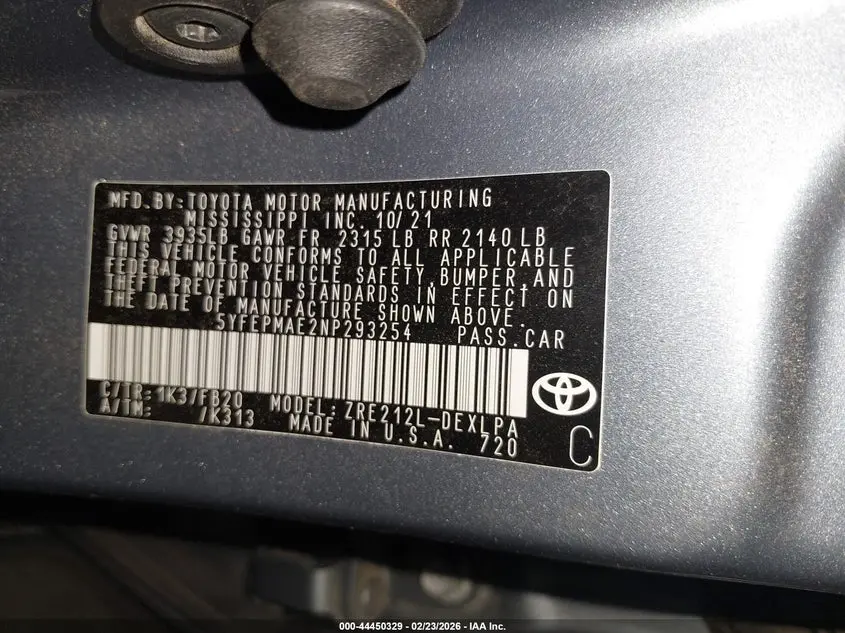 MFD.BY:TOYOTA MOTOR MANUFACTURING
MISSISSIPPI INC. 10/21
GVWR 3935LB GAWR FR 2315 LB RR 2140 LB
THIS VEHICLE CONFORMS TO ALL APPLICABLE
FEDERAL MOTOR VEHICLE SAFETY,BUMPER,AND
THEFT PREVENTION STANDARDS IN EFFECT ON
THE DATE OF MANUFACTURE SHOWN ABOVE.
5YFEPMAE2NP293254 PASS.CAR
C/TR:1K3/FB20 MODEL:ZRE212L-DEXLPA
A/TM: /K313 MADE IN U.S.A. 720
C
000-44450329 — 02/23/2026 — IAA Inc.